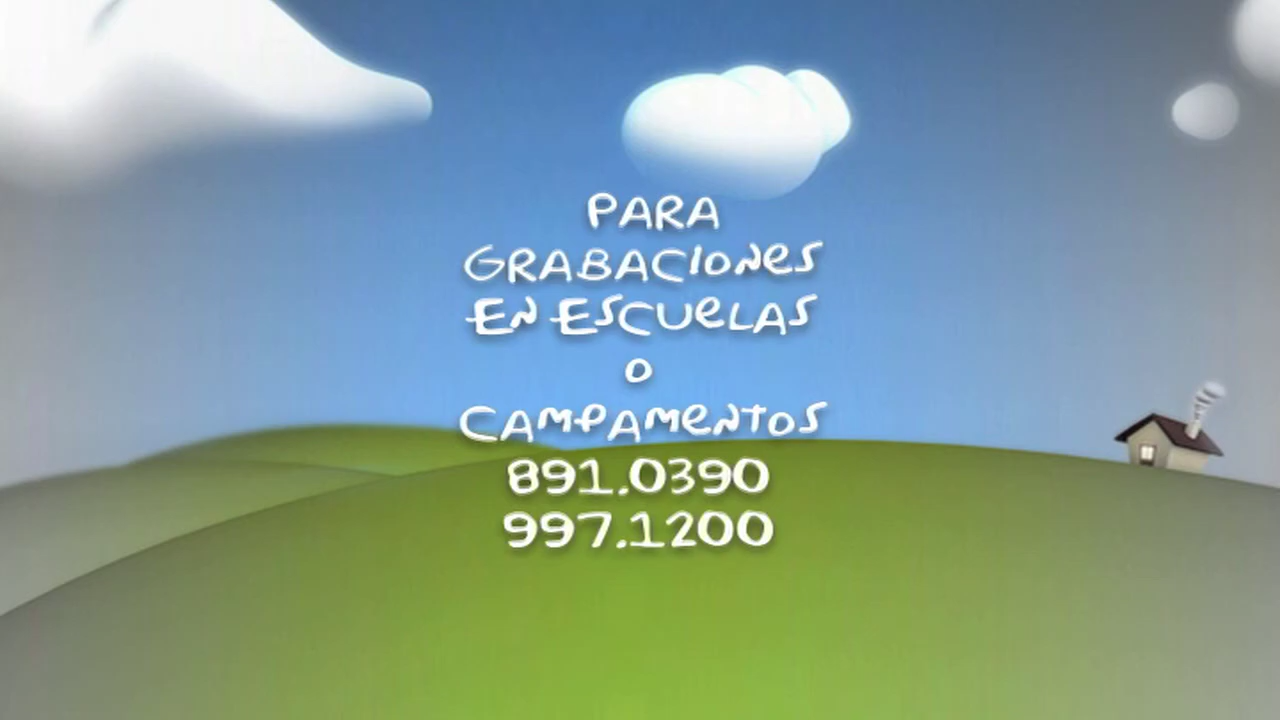 PARA
GRABACIONES
EN ESCUELAS
O
CAMPAMENTOS
891.0390
997.1200